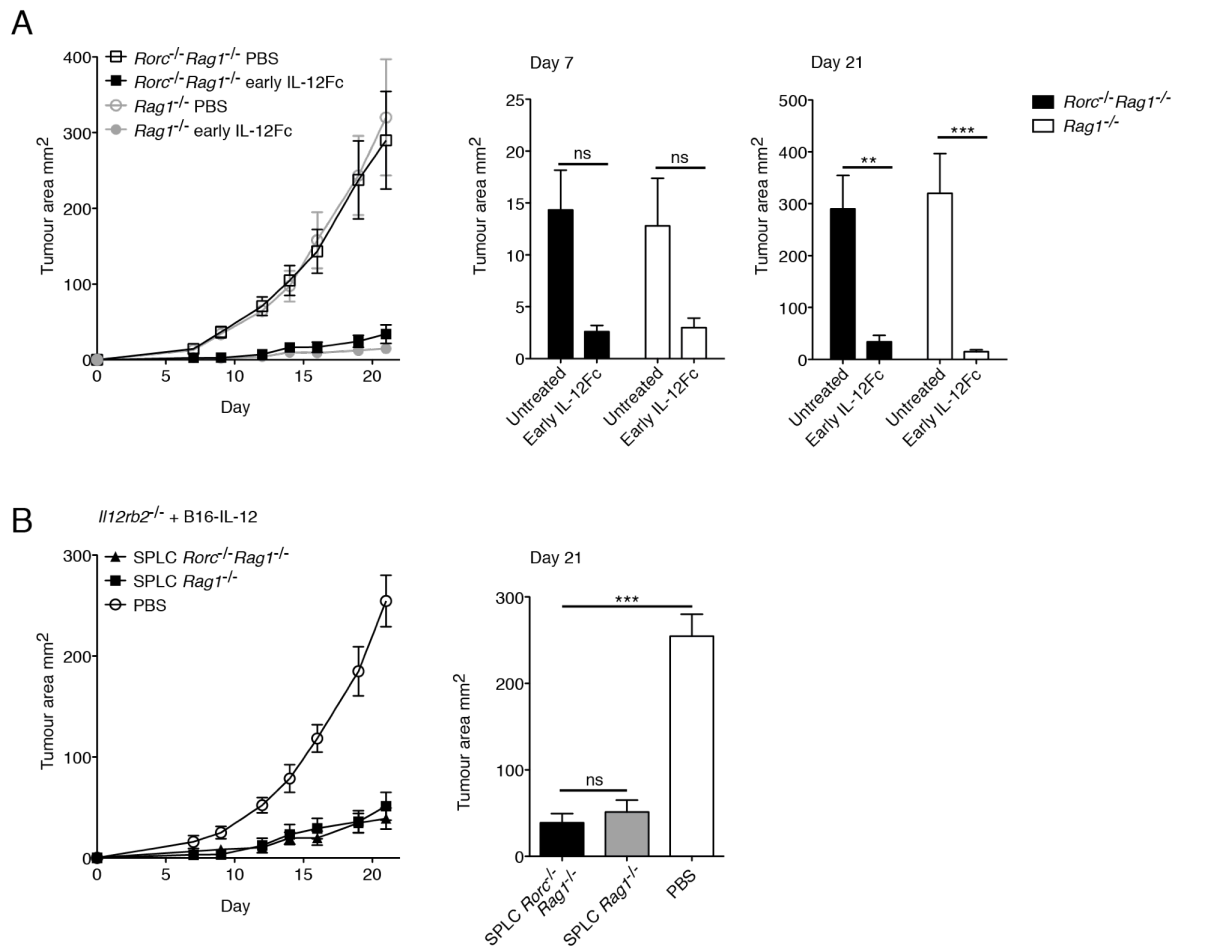 A
Rorc-/-Rag1-/- PBS
Rorc-/-Rag1-/- early IL-12Fc
Rag1-/- PBS
Rag1-/- early IL-12Fc
Tumour area mm2
400
300
200
100
0
0 5 10 15 20
Day
Day 7
Tumour area mm2
25
20
15
10
5
0
ns ns
Untreated
Early IL-12Fc
Untreated
Early IL-12Fc
Day 21
Tumour area mm2
500
400
300
200
100
0
** ***
Untreated
Early IL-12Fc
Untreated
Early IL-12Fc
Rorc-/-Rag1-/-
Rag1-/-
B
Il12rb2-/- + B16-IL-12
SPLC Rorc-/-Rag1-/-
SPLC Rag1-/-
PBS
Tumour area mm2
300
200
100
0
0 5 10 15 20
Day
Day 21
Tumour area mm2
300
200
100
0
***
ns
SPLC Rorc-/-
Rag1-/-
SPLC Rag1-/-
PBS